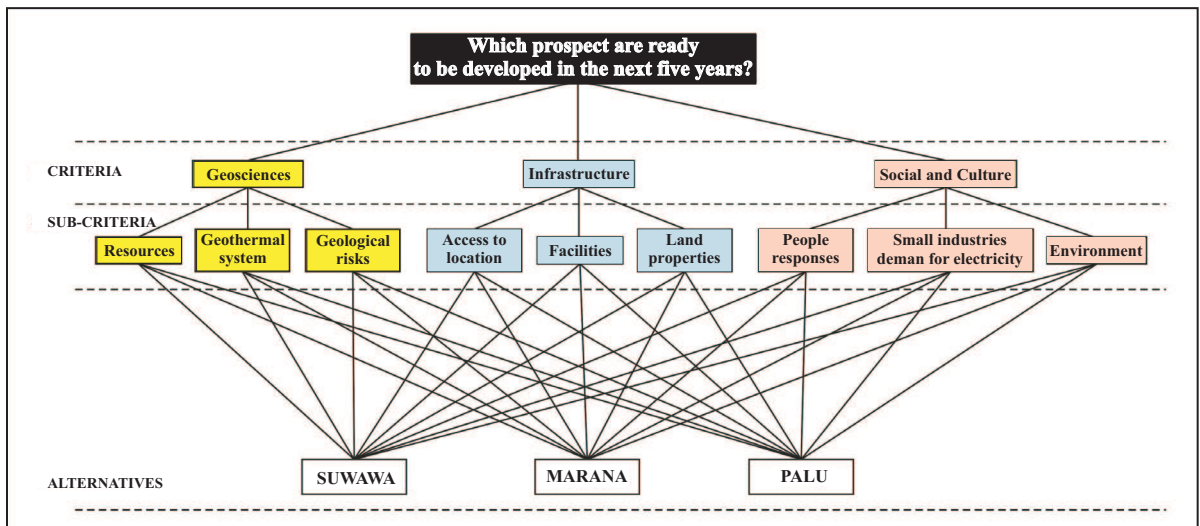 Which prospect are ready
to be developed in the next five years?
CRITERIA
Geosciences
Infrastructure
Social and Culture
SUB-CRITERIA
Resources
Geothermal
system
Geological
risks
Access to
location
Facilities
Land
properties
People
responses
Small industries
deman for electricity
Environment
ALTERNATIVES
SUWAWA
MARANA
PALU